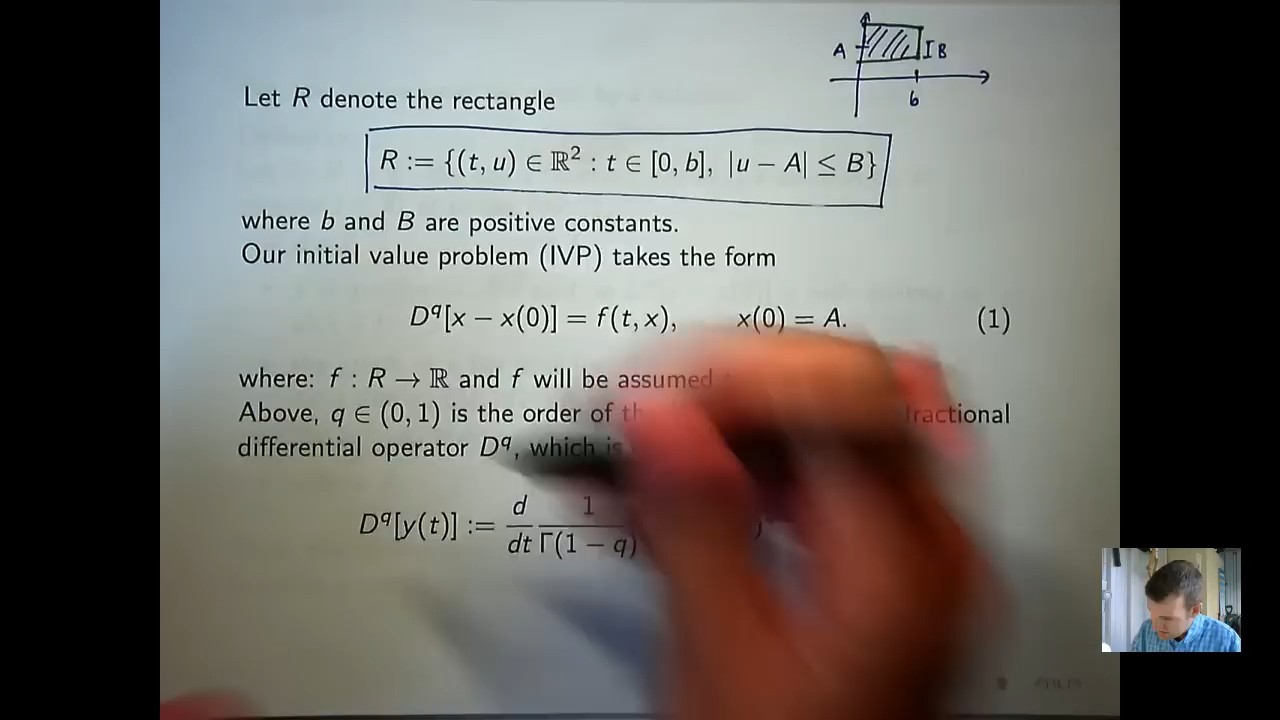 A
B
b
Let R denote the rectangle
R := {(t, u) ∈ ℝ² : t ∈ [0, b], |u − A| ≤ B}
where b and B are positive constants.
Our initial value problem (IVP) takes the form
D^q[x − x(0)] = f(t, x), x(0) = A. (1)
where: f : R → ℝ and f will be assumed
Above, q ∈ (0, 1) is the order of fractional
differential operator D^q, which is
D^q[y(t)] := d/dt 1/Γ(1 − q)